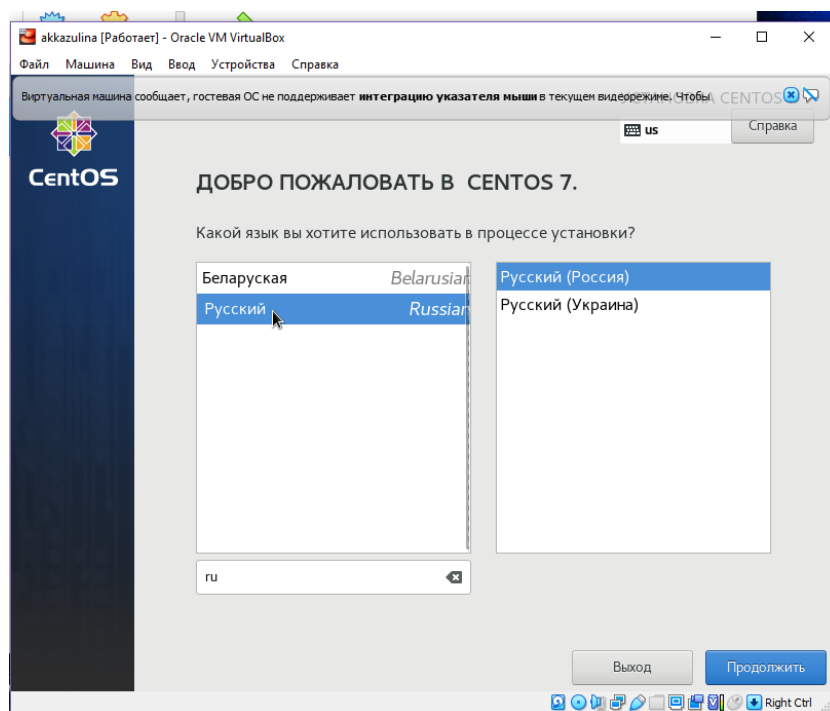 akkazulina [Работает] - Oracle VM VirtualBox
Файл Машина Вид Ввод Устройства Справка
Виртуальная машина сообщает, гостевая ОС не поддерживает интеграцию указателя мыши в текущем видеорежиме. Чтобы
CENTOS
us
Справка
CentOS
ДОБРО ПОЖАЛОВАТЬ В CENTOS 7.
Какой язык вы хотите использовать в процессе установки?
Беларуская Belarusian
Русский (Россия)
Русский Russian
Русский (Украина)
ru
Выход
Продолжить
Right Ctrl